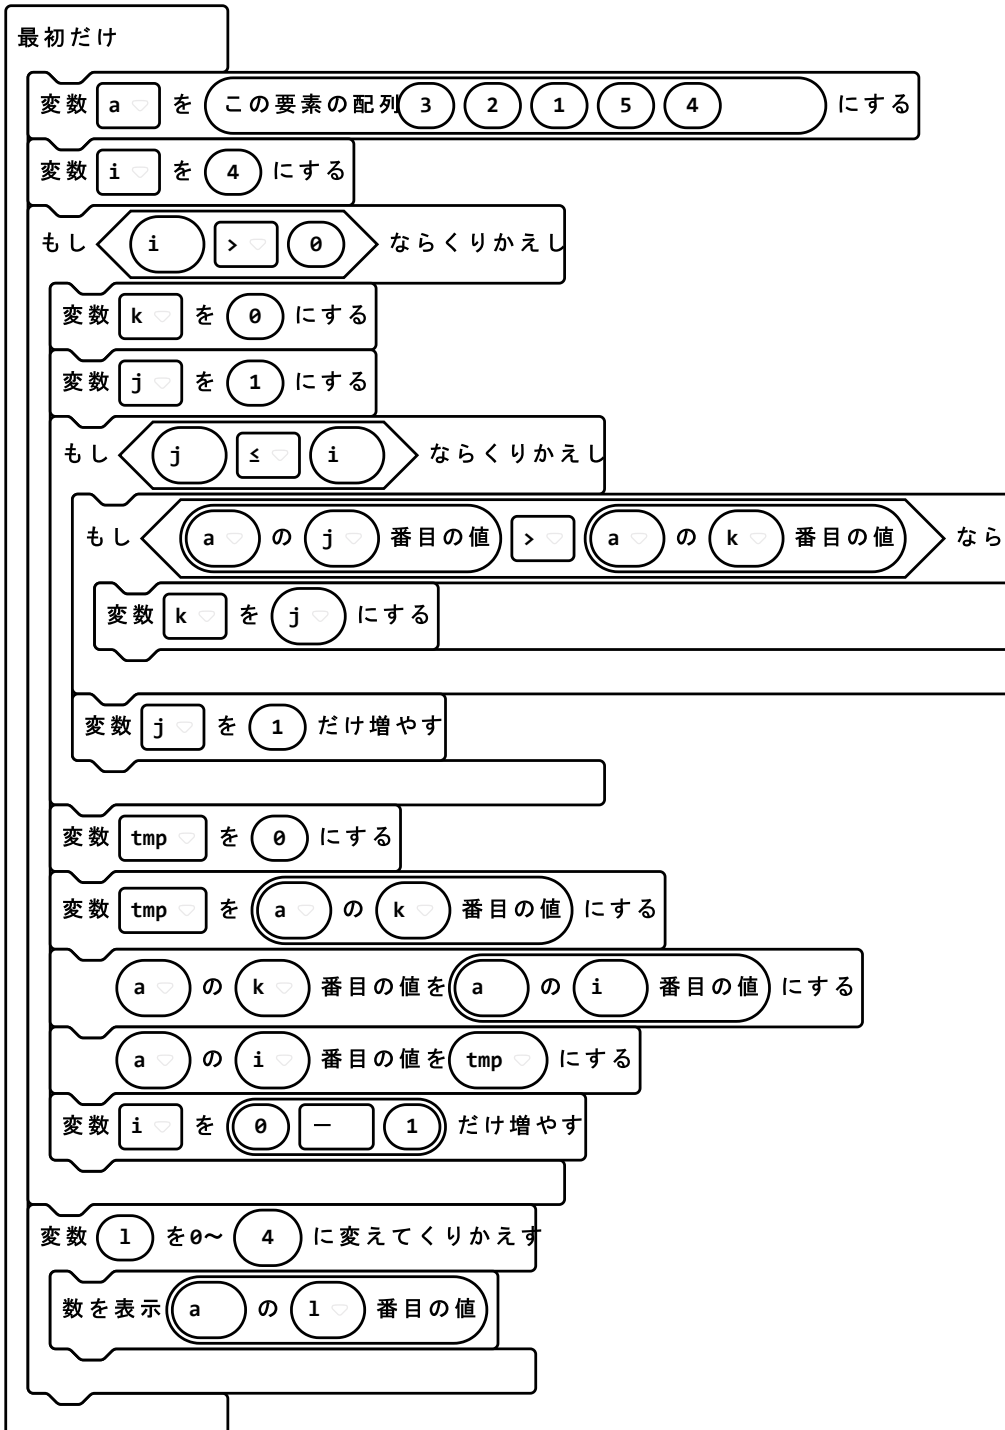 最初だけ
変数 a を この要素の配列 3 2 1 5 4 にする
変数 i を 4 にする
もし i > 0 ならくりかえし
変数 k を 0 にする
変数 j を 1 にする
もし j ≤ i ならくりかえし
もし a の j 番目の値 > a の k 番目の値 なら
変数 k を j にする
変数 j を 1 だけ増やす
変数 tmp を 0 にする
変数 tmp を a の k 番目の値 にする
a の k 番目の値を a の i 番目の値 にする
a の i 番目の値を tmp にする
変数 i を 0 − 1 だけ増やす
変数 l を0〜 4 に変えてくりかえす
数を表示 a の l 番目の値